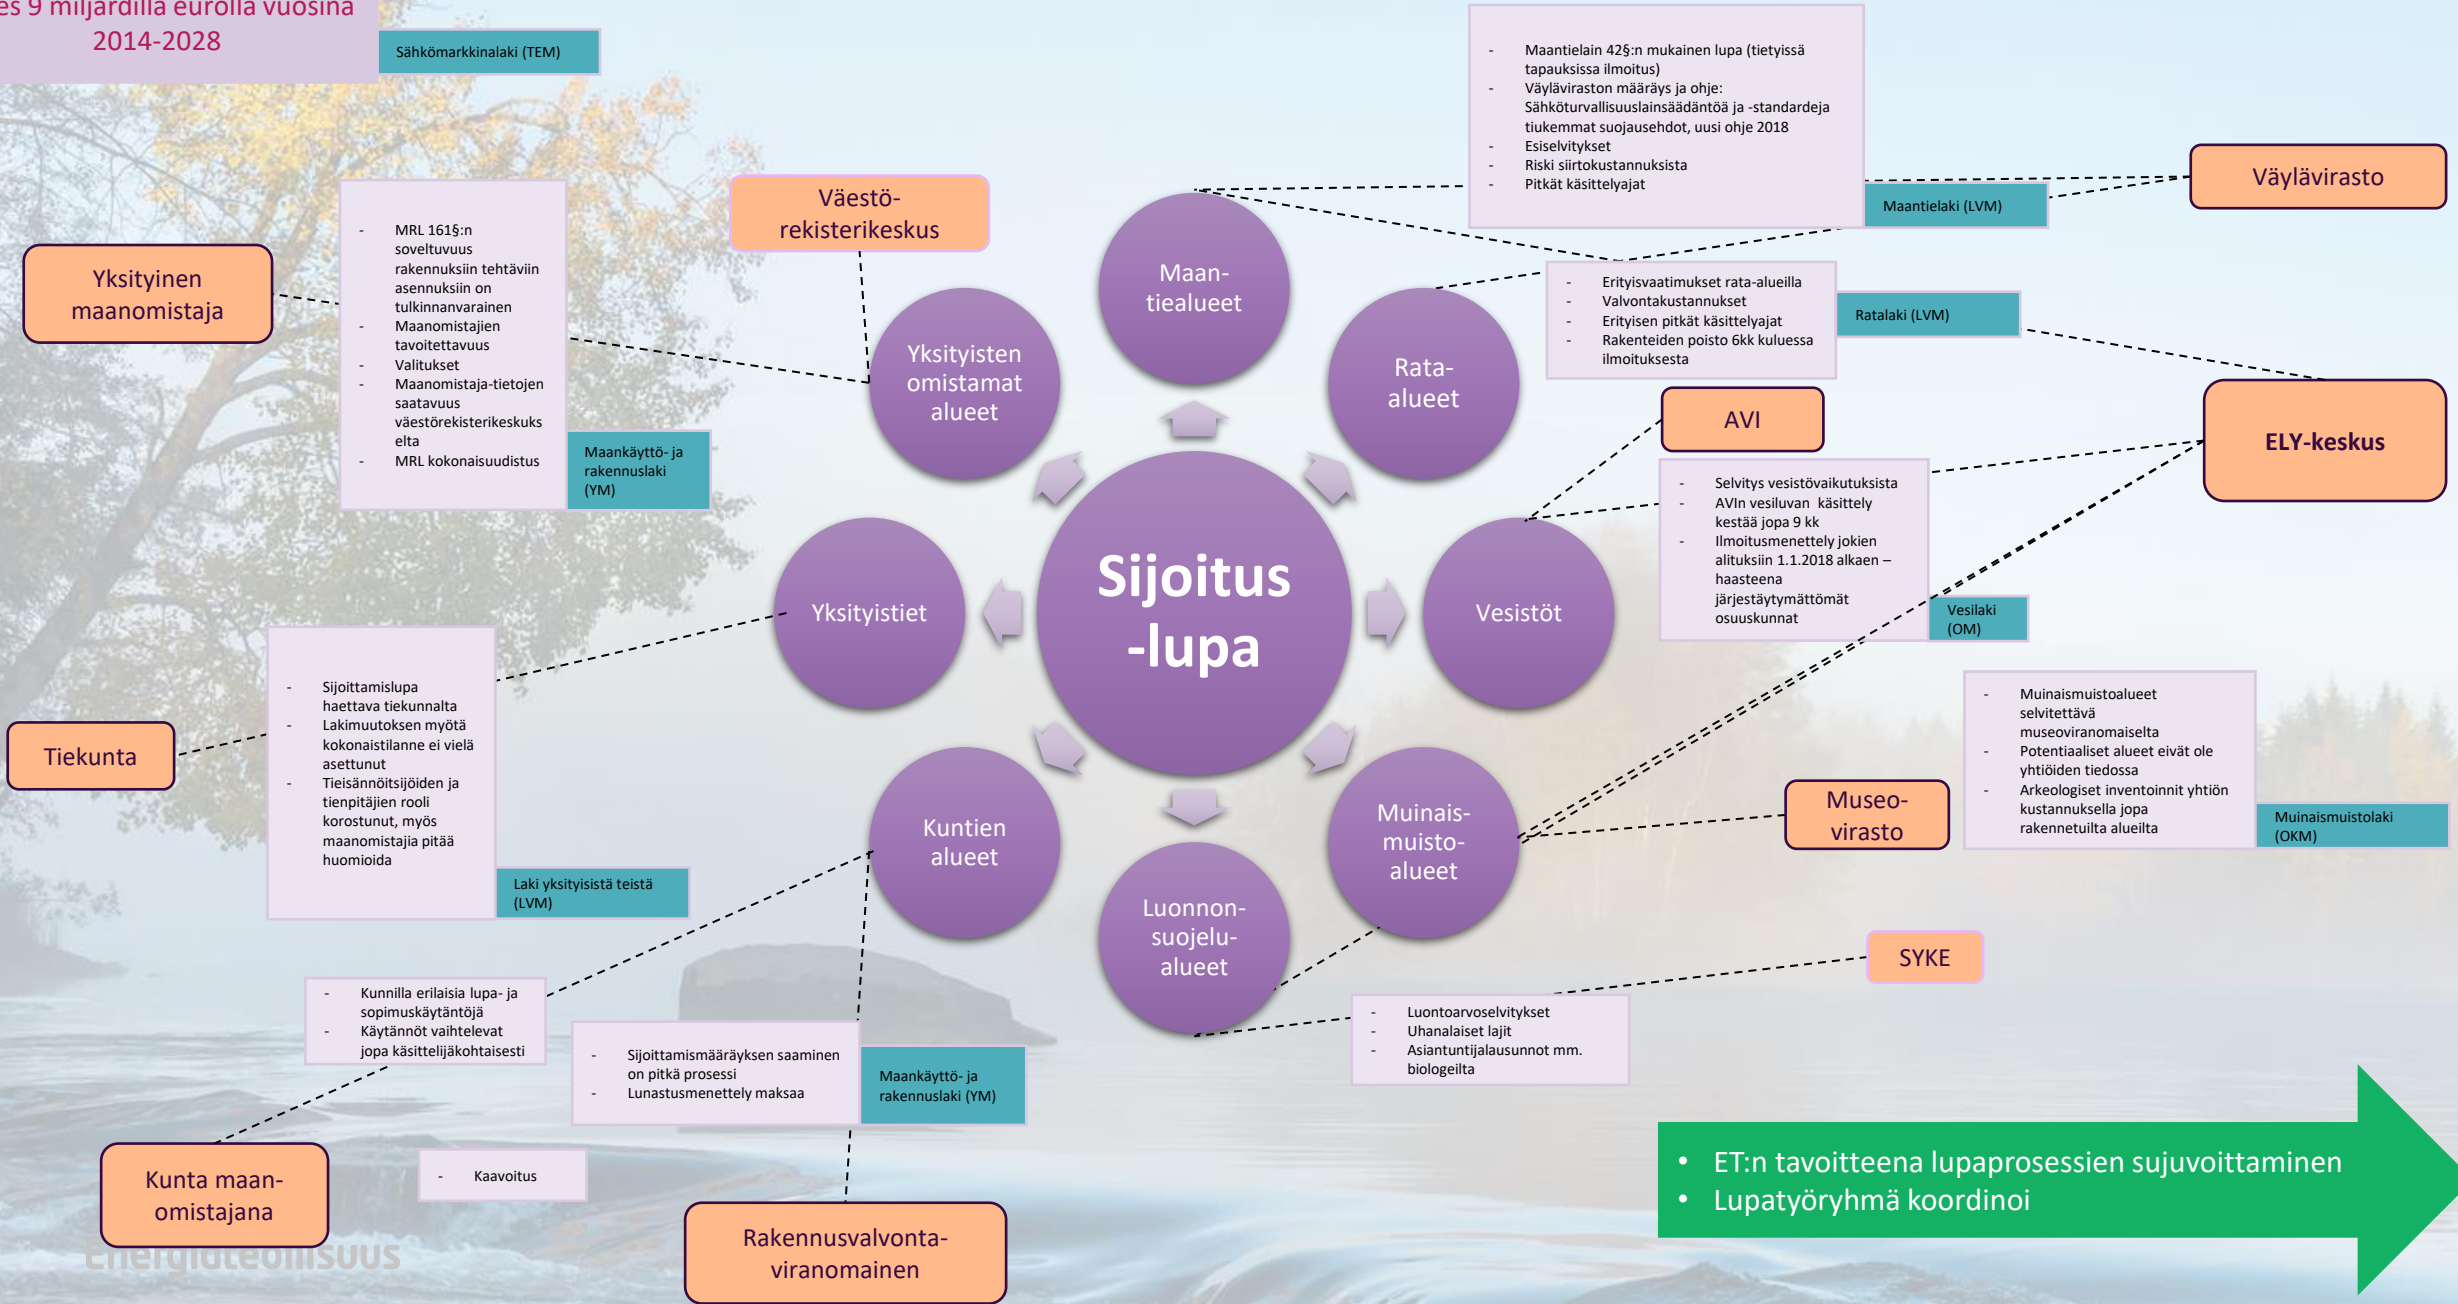 es 9 miljardilla eurolla vuosina
2014-2028
Sähkömarkkinalaki (TEM)
- Maantielain 42§:n mukainen lupa (tietyissä
tapauksissa ilmoitus)
- Väyläviraston määräys ja ohje:
Sähköturvallisuuslainsäädäntöä ja -standardeja
tiukemmat suojausehdot, uusi ohje 2018
- Esiselvitykset
- Riski siirtokustannuksista
- Pitkät käsittelyajat
Maantielaki (LVM)
Väylävirasto
Väestö-
rekisterikeskus
Yksityinen
maanomistaja
- MRL 161§:n
soveltuvuus
rakennuksiin tehtäviin
asennuksiin on
tulkinnanvarainen
- Maanomistajien
tavoitettavuus
- Valitukset
- Maanomistaja-tietojen
saatavuus
väestörekisterikeskuks
elta
- MRL kokonaisuudistus
Maankäyttö- ja
rakennuslaki
(YM)
Maan-
tiealueet
- Erityisvaatimukset rata-alueilla
- Valvontakustannukset
- Erityisen pitkät käsittelyajat
- Rakenteiden poisto 6kk kuluessa
ilmoituksesta
Ratalaki (LVM)
Yksityisten
omistamat
alueet
Rata-
alueet
AVI
ELY-keskus
- Selvitys vesistövaikutuksista
- AVIn vesiluvan käsittely
kestää jopa 9 kk
- Ilmoitusmenettely jokien
alituksiin 1.1.2018 alkaen –
haasteena
järjestäytymättömät
osuuskunnat
Vesilaki
(OM)
Sijoitus
-lupa
Yksityistiet
Vesistöt
- Sijoittamislupa
haettava tiekunnalta
- Lakimuutoksen myötä
kokonaistilanne ei vielä
asettunut
- Tieisännöitsijöiden ja
tienpitäjien rooli
korostunut, myös
maanomistajia pitää
huomioida
Laki yksityisistä teistä
(LVM)
Tiekunta
- Muinaismuistoalueet
selvitettävä
museoviranomaiselta
- Potentiaaliset alueet eivät ole
yhtiöiden tiedossa
- Arkeologiset inventoinnit yhtiön
kustannuksella jopa
rakennetuilta alueilta
Muinaismuistolaki
(OKM)
Museo-
virasto
Kuntien
alueet
Muinais-
muisto-
alueet
Luonnon-
suojelu-
alueet
SYKE
- Kunnilla erilaisia lupa- ja
sopimuskäytäntöjä
- Käytännöt vaihtelevat
jopa käsittelijäkohtaisesti
- Sijoittamismääräyksen saaminen
on pitkä prosessi
- Lunastusmenettely maksaa
Maankäyttö- ja
rakennuslaki (YM)
- Luontoarvoselvitykset
- Uhanalaiset lajit
- Asiantuntijalausunnot mm.
biologeilta
Kunta maan-
omistajana
- Kaavoitus
Rakennusvalvonta-
viranomainen
• ET:n tavoitteena lupaprosessien sujuvoittaminen
• Lupatyöryhmä koordinoi
Energiateollisuus